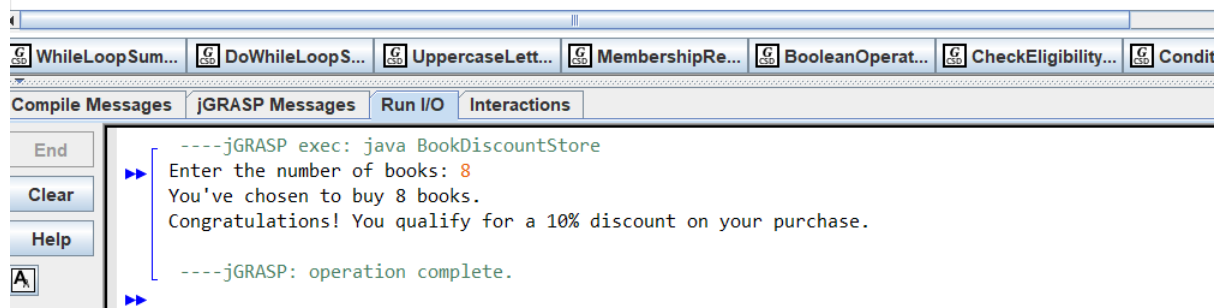 WhileLoopSum... DoWhileLoopS... UppercaseLett... MembershipRe... BooleanOperat... CheckEligibility... Condit
Compile Messages jGRASP Messages Run I/O Interactions
End
Clear
Help
A
----jGRASP exec: java BookDiscountStore
Enter the number of books: 8
You've chosen to buy 8 books.
Congratulations! You qualify for a 10% discount on your purchase.
----jGRASP: operation complete.